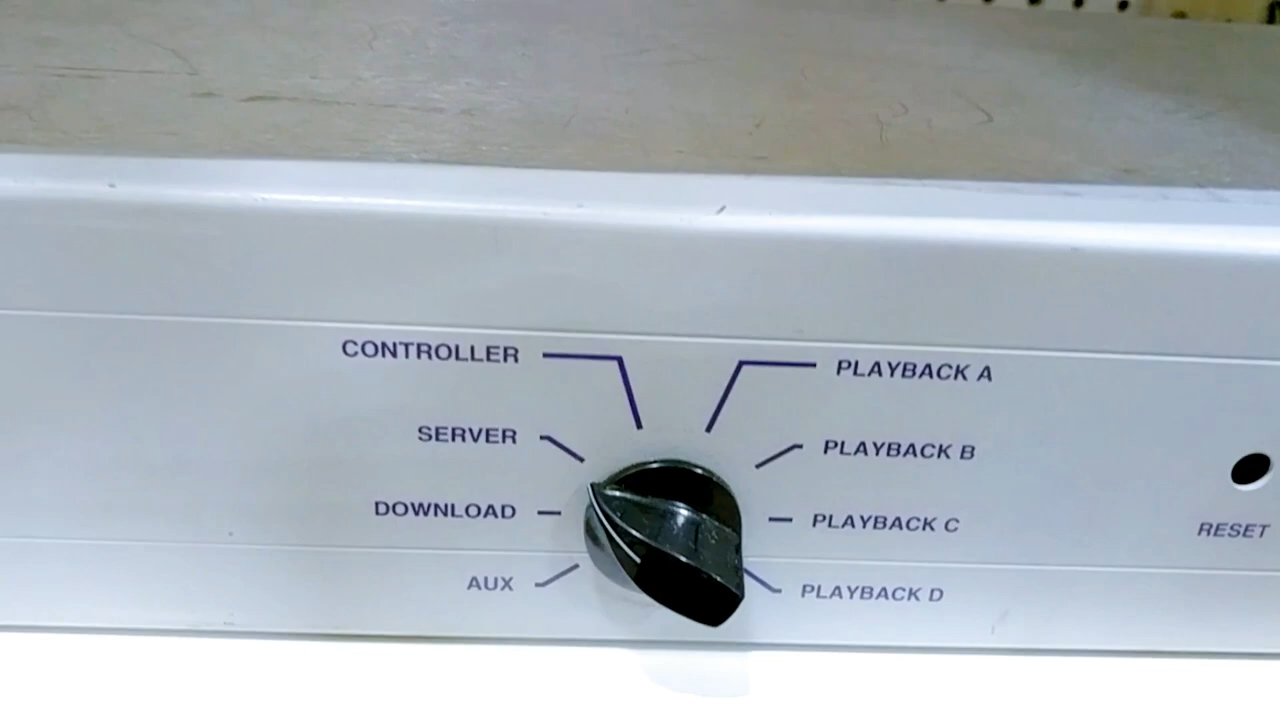 CONTROLLER
SERVER
DOWNLOAD
AUX
PLAYBACK A
PLAYBACK B
PLAYBACK C
PLAYBACK D
RESET